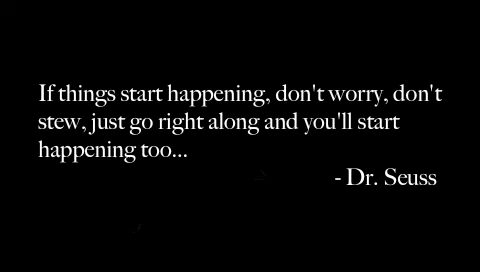 If things start happening, don't worry, don't
stew, just go right along and you'll start
happening too...
- Dr. Seuss